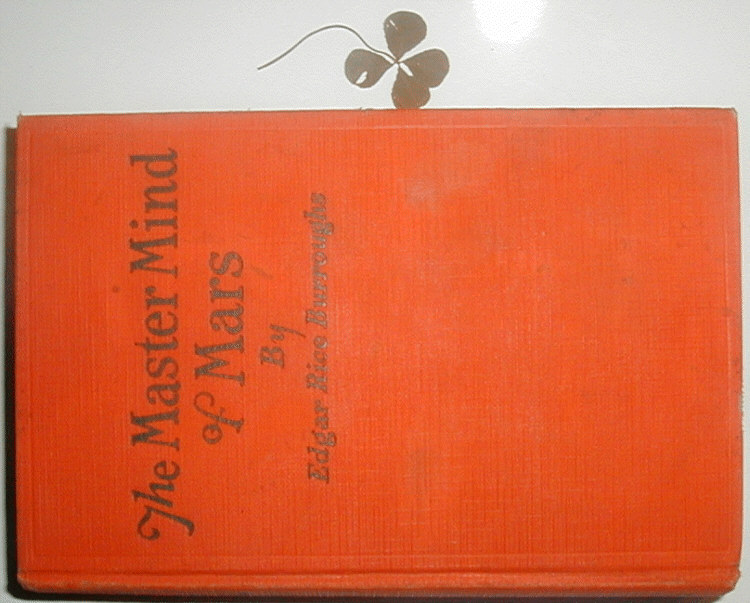 The Master Mind
of Mars
By
Edgar Rice Burroughs